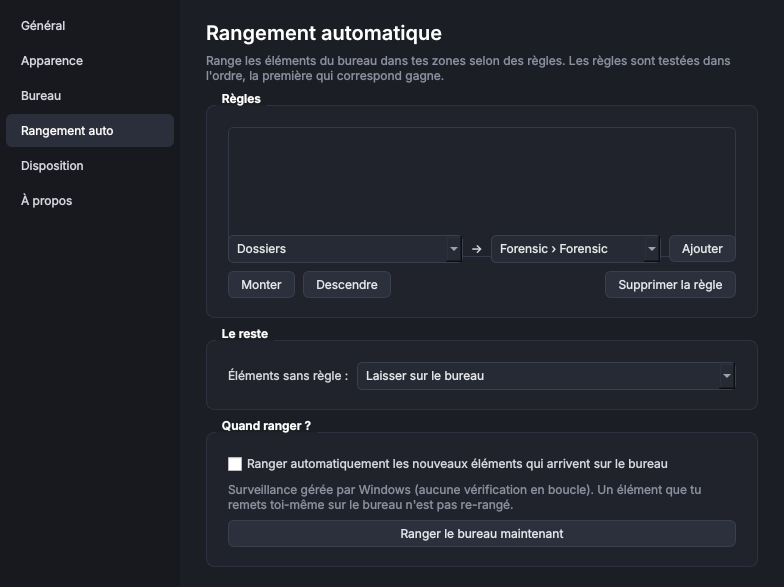 Général
Apparence
Bureau
Rangement auto
Disposition
À propos
Rangement automatique
Range les éléments du bureau dans tes zones selon des règles. Les règles sont testées dans
l'ordre, la première qui correspond gagne.
Règles
Dossiers → Forensic › Forensic Ajouter
Monter Descendre Supprimer la règle
Le reste
Éléments sans règle : Laisser sur le bureau
Quand ranger ?
Ranger automatiquement les nouveaux éléments qui arrivent sur le bureau
Surveillance gérée par Windows (aucune vérification en boucle). Un élément que tu
remets toi-même sur le bureau n'est pas re-rangé.
Ranger le bureau maintenant